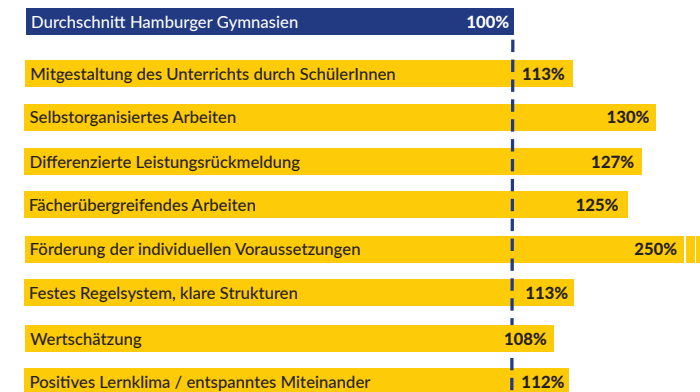 Durchschnitt Hamburger Gymnasien 100%
Mitgestaltung des Unterrichts durch SchülerInnen 113%
Selbstorganisiertes Arbeiten 130%
Differenzierte Leistungsrückmeldung 127%
Fächerübergreifendes Arbeiten 125%
Förderung der individuellen Voraussetzungen 250%
Festes Regelsystem, klare Strukturen 113%
Wertschätzung 108%
Positives Lernklima / entspanntes Miteinander 112%